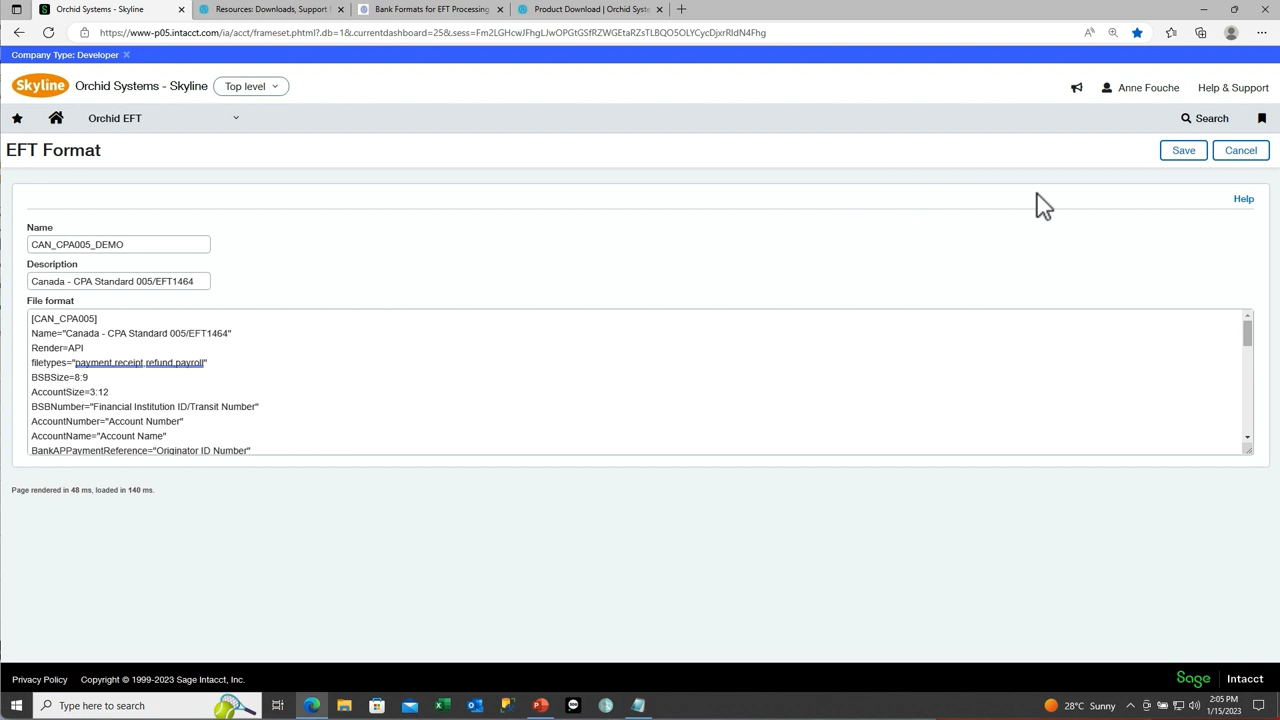 Orchid Systems - Skyline
Resources: Downloads, Support
Bank Formats for EFT Processing
Product Download | Orchid Syste
https://www-p05.intacct.com/ia/acct/frameset.phtml?.db=1&currentdashboard=25&.sess=Fm2LGHcwJFhgLJwOPGtGSfRZWGEtaRZsTLBQO5OLYCycDjxrRIdN4Fhg
Company Type: Developer
Skyline
Orchid Systems - Skyline
Top level
Anne Fouche
Help & Support
Orchid EFT
Search
EFT Format
Save
Cancel
Help
Name
CAN_CPA005_DEMO
Description
Canada - CPA Standard 005/EFT1464
File format
[CAN_CPA005]
Name="Canada - CPA Standard 005/EFT1464"
Render=API
filetypes="payment,receipt,refund,payroll"
BSBSize=8:9
AccountSize=3:12
BSBNumber="Financial Institution ID/Transit Number"
AccountNumber="Account Number"
AccountName="Account Name"
BankAPPaymentReference="Originator ID Number"
Page rendered in 48 ms, loaded in 140 ms.
Privacy Policy
Copyright © 1999-2023 Sage Intacct, Inc.
Sage Intacct
Type here to search
28°C Sunny
2:05 PM
1/15/2023